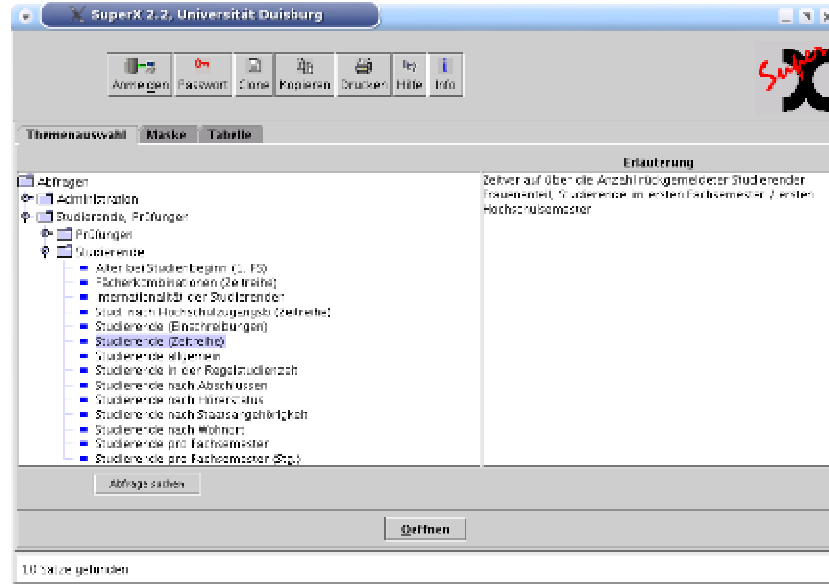 SuperX 2.2, Universität Duisburg
Anmelden Passwort Clone Kopieren Drucken Hilfe Info
Super
Themenauswahl Maske Tabelle
Erläuterung
Abfragen
Administration
Studierende, Prüfungen
Prüfungen
Studierende
Alter bei Studienbeginn (1. FS)
Fächerkombinationen (Zeitreihe)
Internationalität der Studierenden
Stud. nach Hochschulzugangsb. (Zeitreihe)
Studierende (Einschreibungen)
Studierende (Zeitreihe)
Studierende allgemein
Studierende in der Regelstudienzeit
Studierende nach Abschlüssen
Studierende nach Hörerstatus
Studierende nach Staatsangehörigkeit
Studierende nach Wohnort
Studierende pro Fachsemester
Studierende pro Fachsemester (Stg.)
Zeitverlauf über die Anzahl rückgemeldeter Studierender
Frauenanteil, Studierende im ersten Fachsemester / ersten
Hochschulsemester
Abfrage suchen
Oeffnen
10 Sätze gefunden